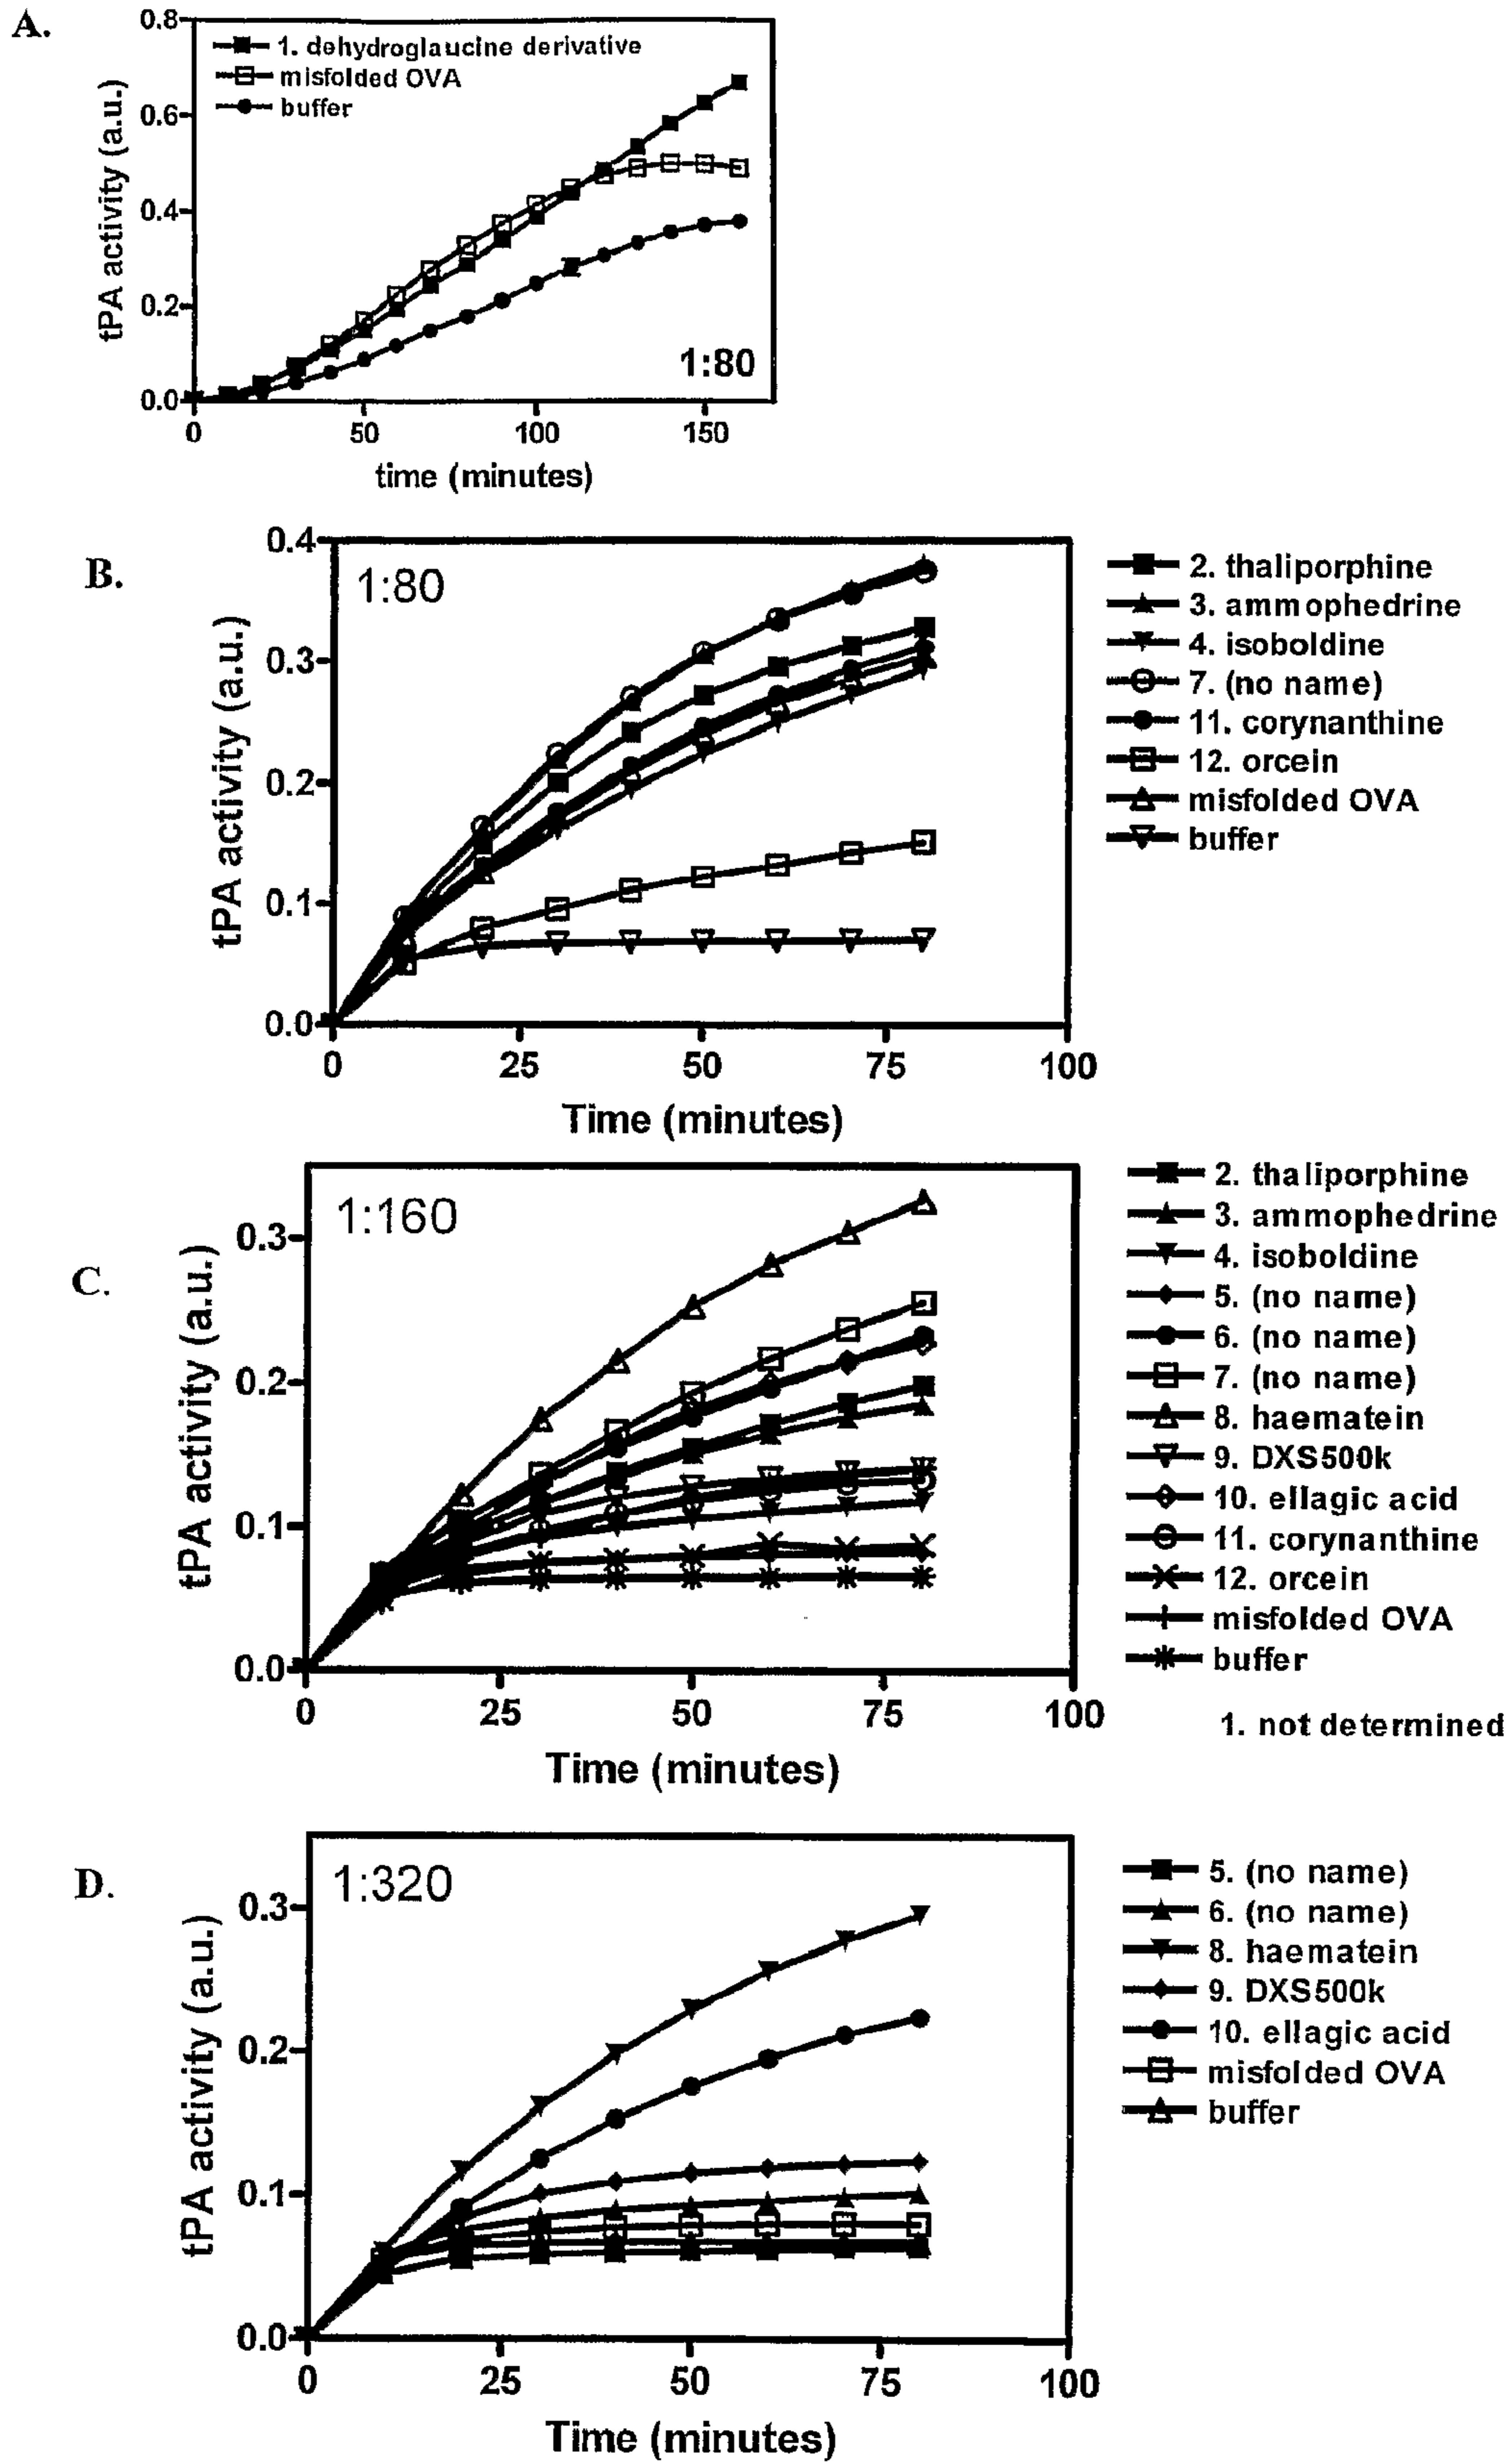 A.
0.8
0.6
0.4
0.2
0.0
tPA activity (a.u.)
1. dehydroglaucine derivative
misfolded OVA
buffer
1:80
0 50 100 150
time (minutes)
B.
0.4
0.3
0.2
0.1
0.0
tPA activity (a.u.)
1:80
0 25 50 75 100
Time (minutes)
2. thaliporphine
3. ammophedrine
4. isoboldine
7. (no name)
11. corynanthine
12. orcein
misfolded OVA
buffer
C.
0.3
0.2
0.1
0.0
tPA activity (a.u.)
1:160
0 25 50 75 100
Time (minutes)
2. thaliporphine
3. ammophedrine
4. isoboldine
5. (no name)
6. (no name)
7. (no name)
8. haematein
9. DXS500k
10. ellagic acid
11. corynanthine
12. orcein
misfolded OVA
buffer
1. not determined
D.
0.3
0.2
0.1
0.0
tPA activity (a.u.)
1:320
0 25 50 75 100
Time (minutes)
5. (no name)
6. (no name)
8. haematein
9. DXS500k
10. ellagic acid
misfolded OVA
buffer